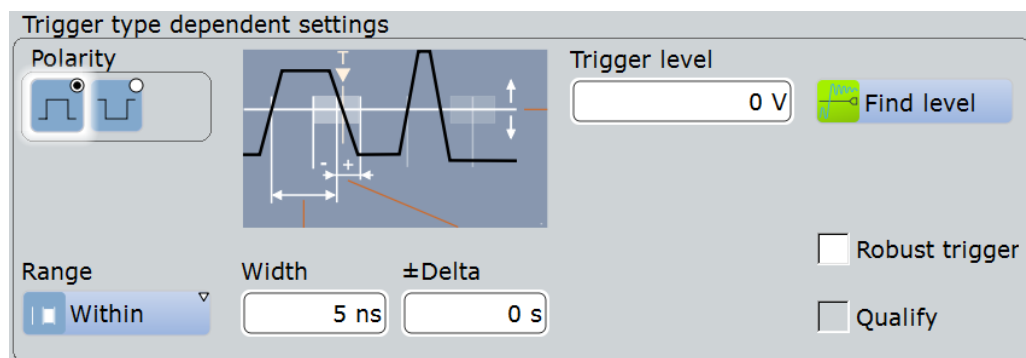 Trigger type dependent settings
Polarity
T
- +
Trigger level
0 V
Find level
Robust trigger
Range
Width
±Delta
Within
5 ns
0 s
Qualify